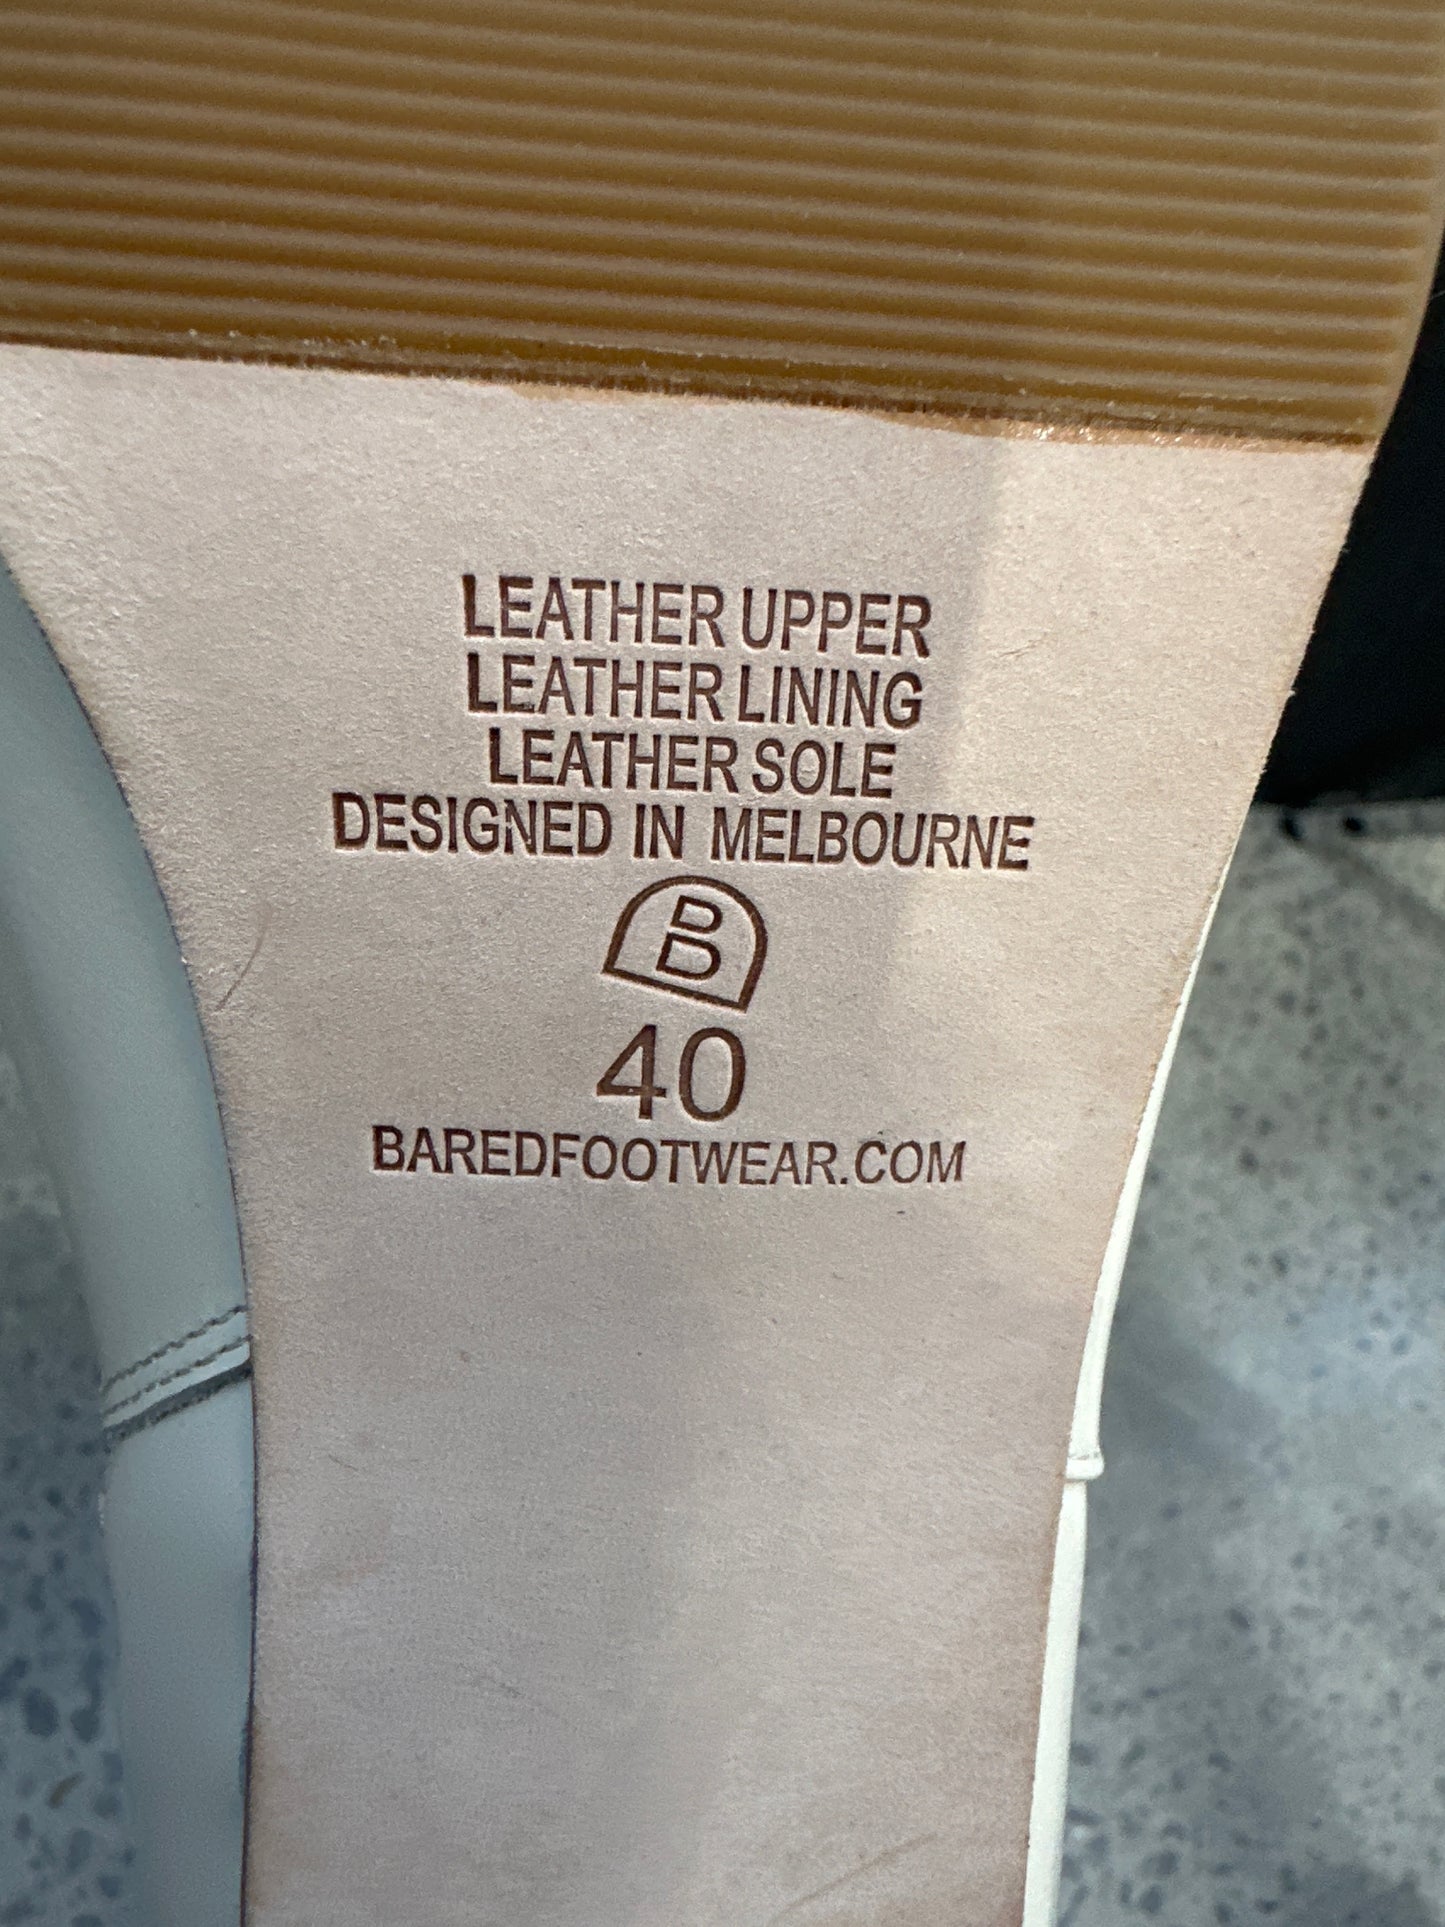 LEATHER UPPER
LEATHER LINING
LEATHER SOLE
DESIGNED IN MELBOURNE
B
40
BAREDFOOTWEAR.COM